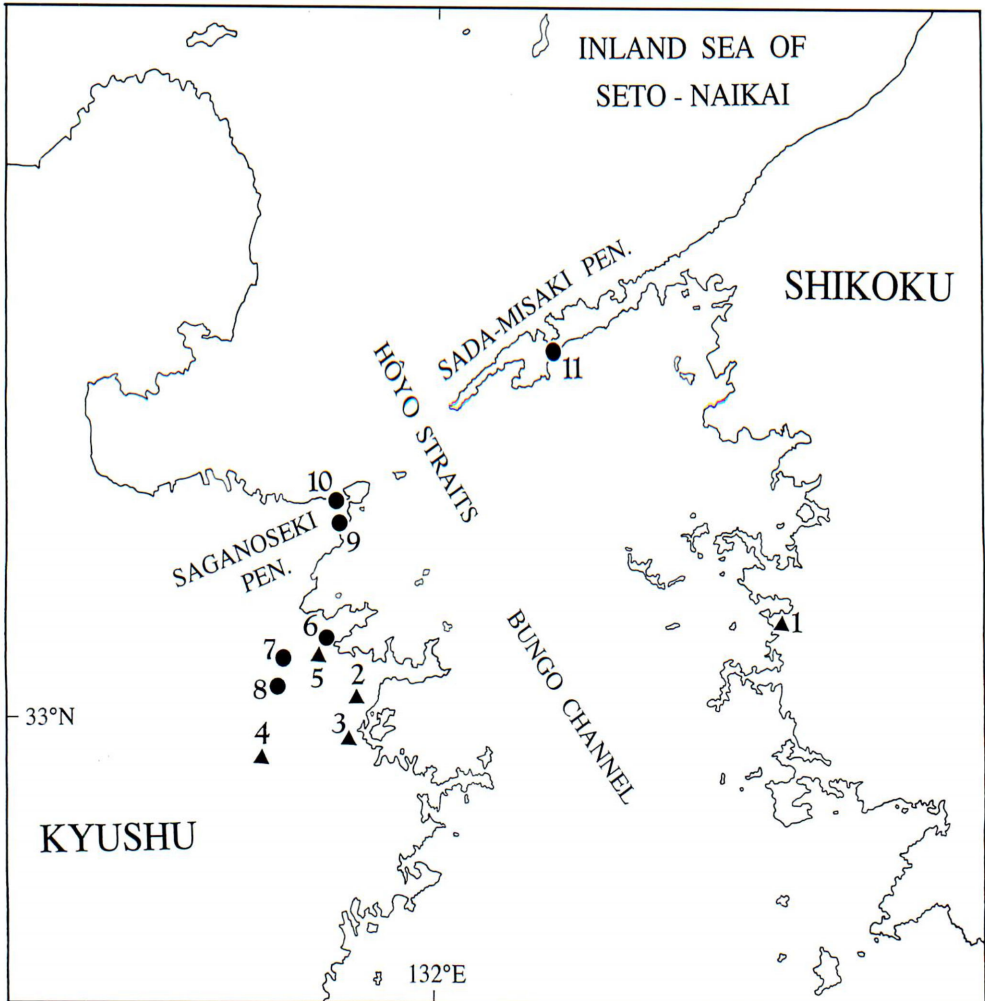 INLAND SEA OF
SETO - NAIKAI
SADA-MISAKI PEN.
SHIKOKU
HÔYO STRAITS
11
10
9
SAGANOSEKI
PEN.
6
7
5
8
2
3
4
1
BUNGO CHANNEL
33°N
KYUSHU
132°E